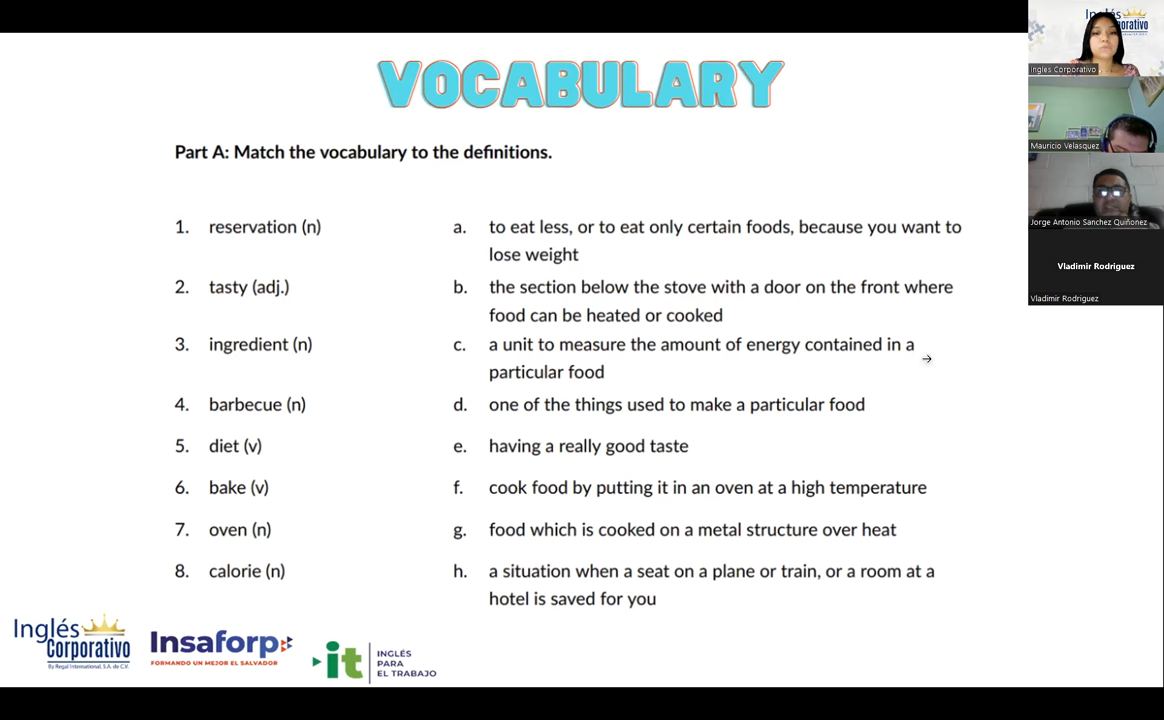 VOCABULARY
Part A: Match the vocabulary to the definitions.
1. reservation (n)
a. to eat less, or to eat only certain foods, because you want to
lose weight
2. tasty (adj.)
b. the section below the stove with a door on the front where
food can be heated or cooked
3. ingredient (n)
c. a unit to measure the amount of energy contained in a
particular food
4. barbecue (n)
d. one of the things used to make a particular food
5. diet (v)
e. having a really good taste
6. bake (v)
f. cook food by putting it in an oven at a high temperature
7. oven (n)
g. food which is cooked on a metal structure over heat
8. calorie (n)
h. a situation when a seat on a plane or train, or a room at a
hotel is saved for you
Inglés
Corporativo
By Regal International, S.A. de C.V.
Insaforp
FORMANDO UN MEJOR EL SALVADOR
it
INGLÉS
PARA
EL TRABAJO
Ingles Corporativo
Mauricio Velasquez
Jorge Antonio Sanchez Quiñonez
Vladimir Rodriguez
Vladimir Rodriguez